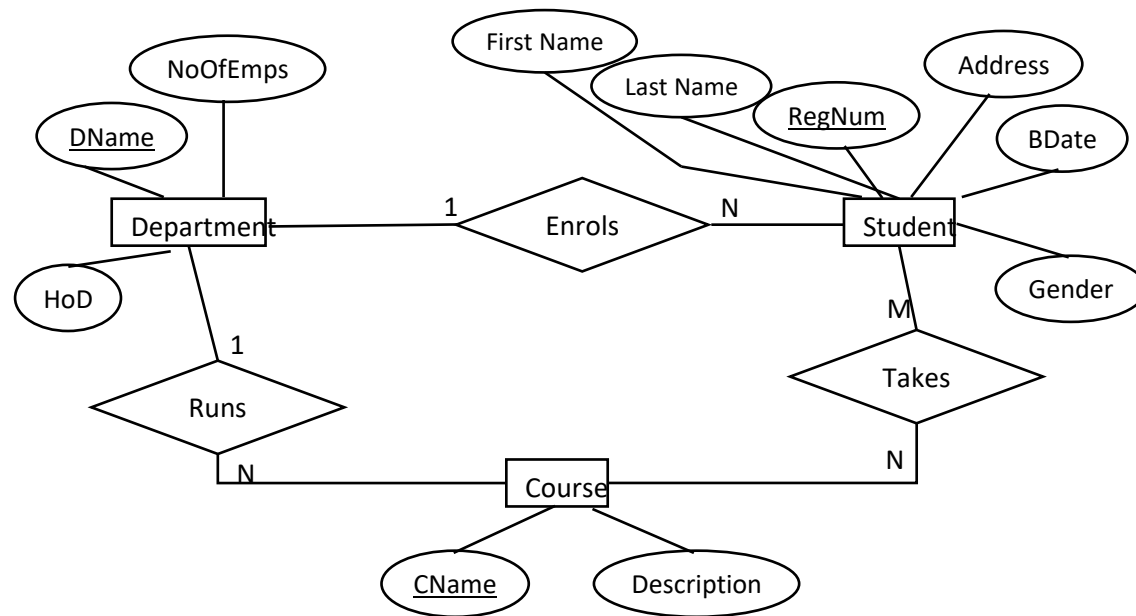 First Name
NoOfEmps
Last Name
Address
RegNum
DName
BDate
Department
1
Enrols
N
Student
HoD
Gender
M
1
Runs
Takes
N
N
Course
CName
Description